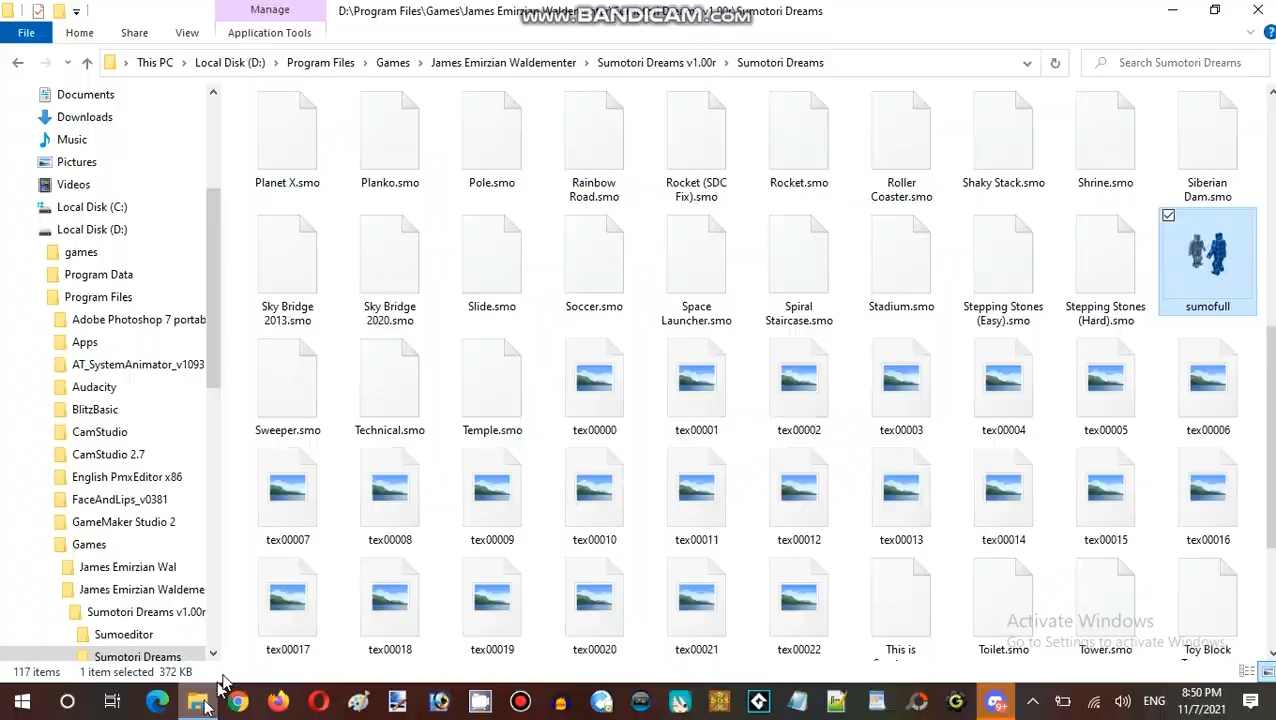 Manage
D:\Program Files\Games\James Emirzian Waldementer\Sumotori Dreams v1.00r\Sumotori Dreams
www.BANDICAM.com
File
Home
Share
View
Application Tools
This PC
Local Disk (D:)
Program Files
Games
James Emirzian Waldementer
Sumotori Dreams v1.00r
Sumotori Dreams
Search Sumotori Dreams
Documents
Downloads
Music
Pictures
Videos
Local Disk (C:)
Local Disk (D:)
games
Program Data
Program Files
Adobe Photoshop 7 portab
Apps
AT_SystemAnimator_v1093
Audacity
BlitzBasic
CamStudio
CamStudio 2.7
English PmxEditor x86
FaceAndLips_v0381
GameMaker Studio 2
Games
James Emirzian Wal
James Emirzian Waldeme
Sumotori Dreams v1.00r
Sumoeditor
Sumotori Dreams
Planet X.smo
Planko.smo
Pole.smo
Rainbow
Road.smo
Rocket (SDC
Fix).smo
Rocket.smo
Roller
Coaster.smo
Shaky Stack.smo
Shrine.smo
Siberian
Dam.smo
Sky Bridge
2013.smo
Sky Bridge
2020.smo
Slide.smo
Soccer.smo
Space
Launcher.smo
Spiral
Staircase.smo
Stadium.smo
Stepping Stones
(Easy).smo
Stepping Stones
(Hard).smo
sumofull
Sweeper.smo
Technical.smo
Temple.smo
tex00000
tex00001
tex00002
tex00003
tex00004
tex00005
tex00006
tex00007
tex00008
tex00009
tex00010
tex00011
tex00012
tex00013
tex00014
tex00015
tex00016
tex00017
tex00018
tex00019
tex00020
tex00021
tex00022
This is
Toilet.smo
Tower.smo
Toy Block
Activate Windows
Go to Settings to activate Windows.
117 items
1 item selected 372 KB
ENG
8:50 PM
11/7/2021